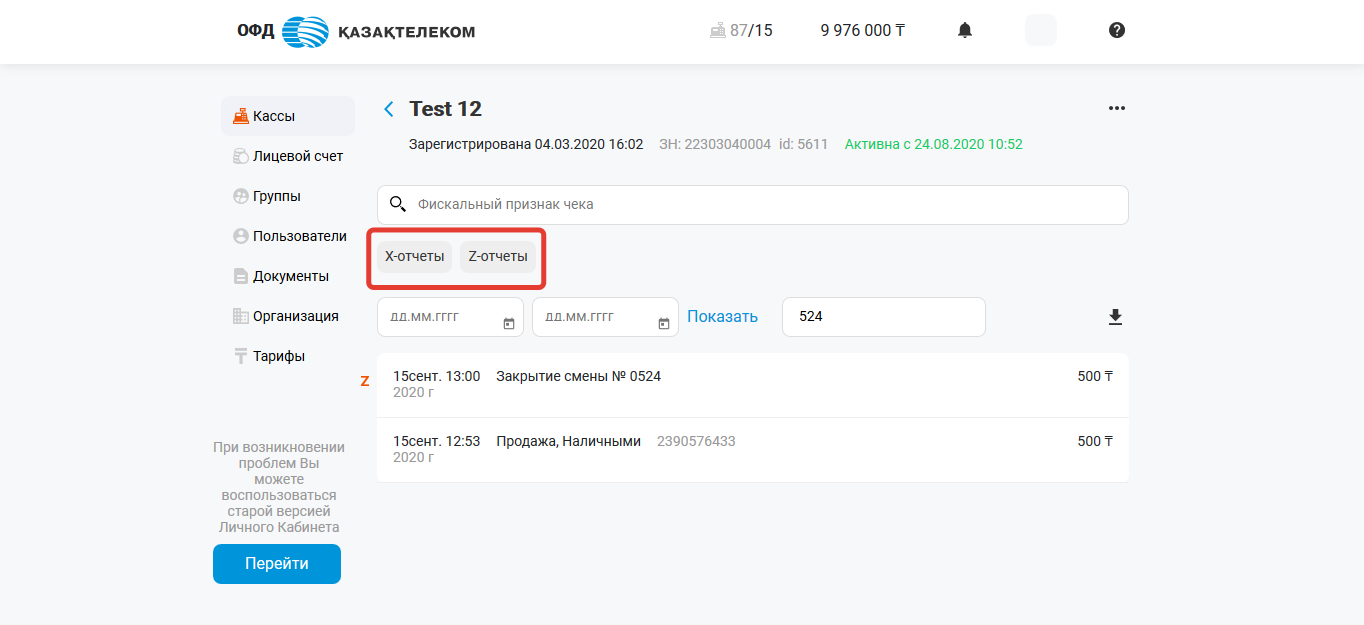 ОФД ҚАЗАҚТЕЛЕКОМ
87/15
9 976 000 ₸
Кассы
Лицевой счет
Группы
Пользователи
Документы
Организация
Тарифы
При возникновении
проблем Вы
можете
воспользоваться
старой версией
Личного Кабинета
Перейти
Test 12
Зарегистрирована 04.03.2020 16:02 ЗН: 22303040004 id: 5611 Активна с 24.08.2020 10:52
Фискальный признак чека
X-отчеты Z-отчеты
ДД.ММ.ГГГГ ДД.ММ.ГГГГ Показать 524
Z 15сент. 13:00 Закрытие смены № 0524 500 ₸
2020 г
15сент. 12:53 Продажа, Наличными 2390576433 500 ₸
2020 г